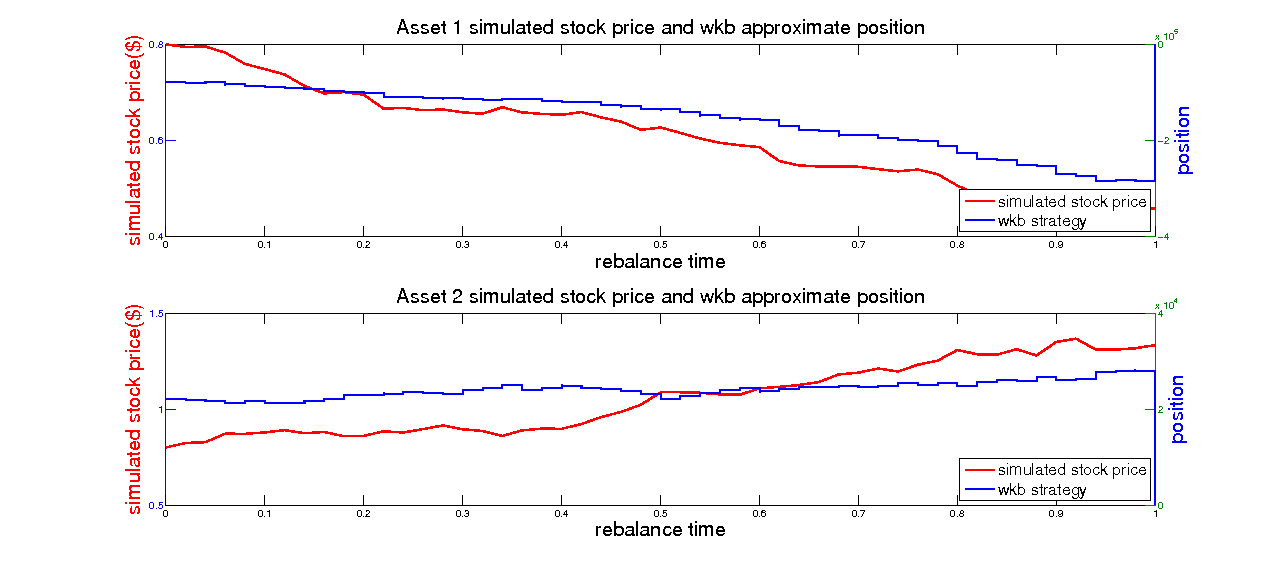 Asset 1 simulated stock price and wkb approximate position
x 10^5
simulated stock price($)
0.8
0.6
0.4
0
-2
-4
position
simulated stock price
wkb strategy
0 0.1 0.2 0.3 0.4 0.5 0.6 0.7 0.8 0.9 1
rebalance time
Asset 2 simulated stock price and wkb approximate position
x 10^4
simulated stock price($)
1.5
1
0.5
4
2
0
position
simulated stock price
wkb strategy
0 0.1 0.2 0.3 0.4 0.5 0.6 0.7 0.8 0.9 1
rebalance time